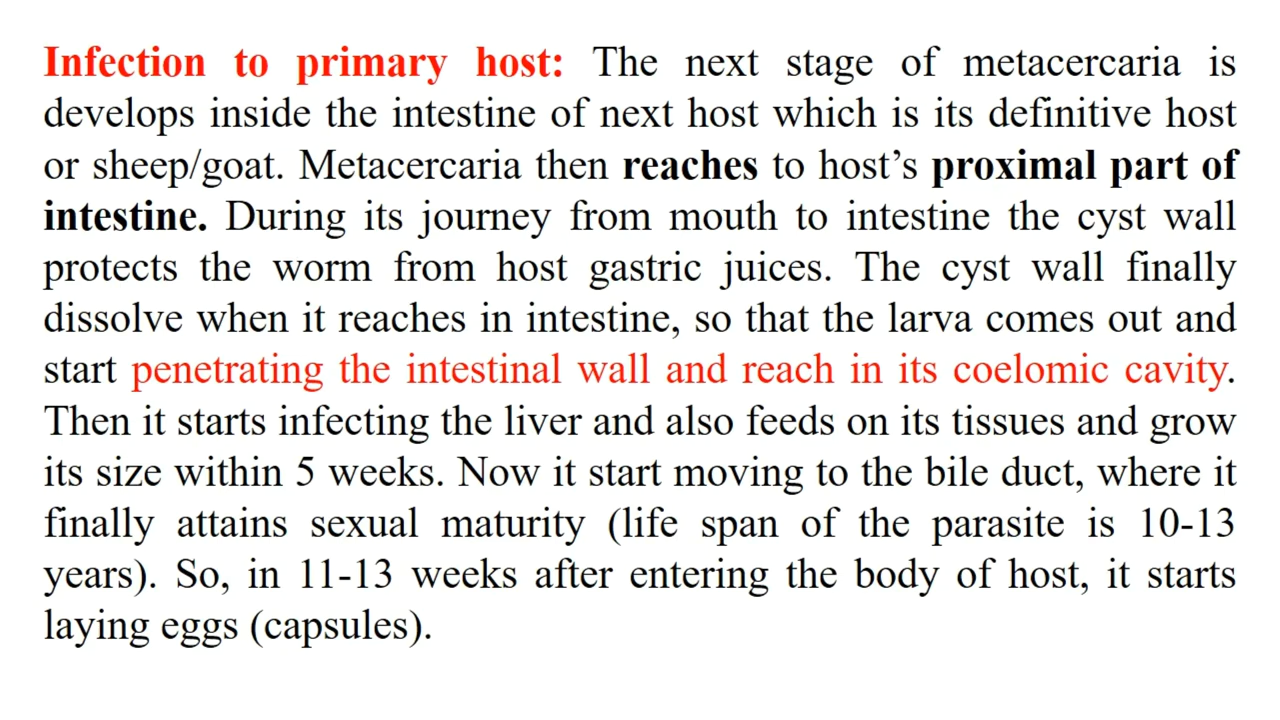 Infection to primary host: The next stage of metacercaria is
develops inside the intestine of next host which is its definitive host
or sheep/goat. Metacercaria then reaches to host’s proximal part of
intestine. During its journey from mouth to intestine the cyst wall
protects the worm from host gastric juices. The cyst wall finally
dissolve when it reaches in intestine, so that the larva comes out and
start penetrating the intestinal wall and reach in its coelomic cavity.
Then it starts infecting the liver and also feeds on its tissues and grow
its size within 5 weeks. Now it start moving to the bile duct, where it
finally attains sexual maturity (life span of the parasite is 10-13
years). So, in 11-13 weeks after entering the body of host, it starts
laying eggs (capsules).